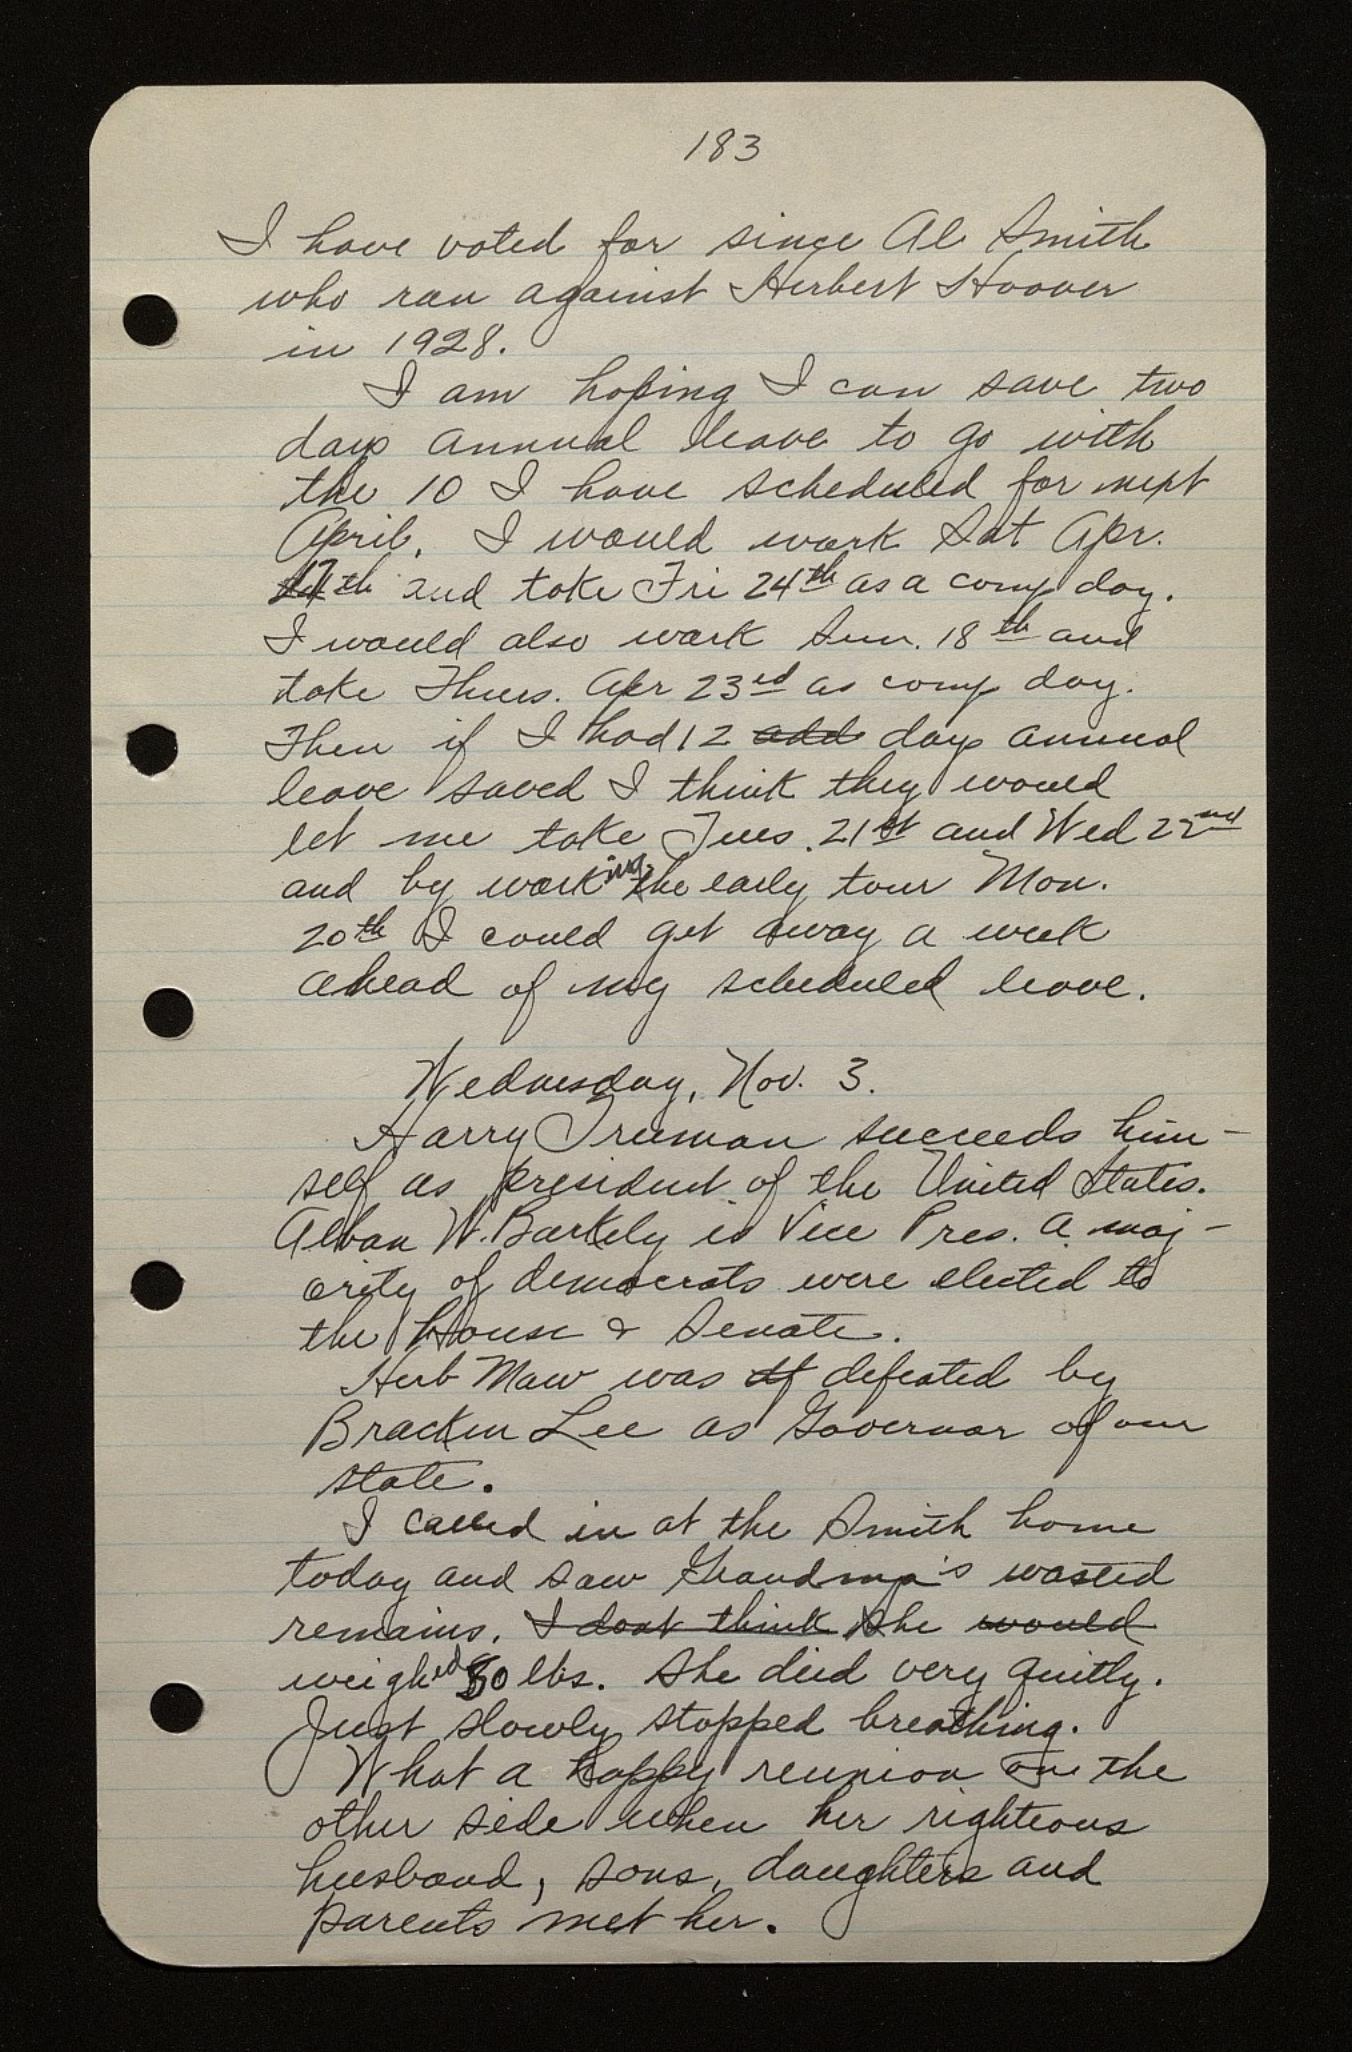 183
I have voted for since Al Smith
who ran against Herbert Hoover
in 1928.
I am hoping I can save two
days annual leave to go with
the 10 I have scheduled for next
April. I would work Sat Apr.
17th and take Fri 24th as a comp day.
I would also work Sun. 18th and
take Thurs. Apr 23rd as comp day.
Then if I had 12 add days annual
leave saved I think they would
let me take Tues. 21st and Wed 22nd
and by working the early tour Mon.
20th I could get away a week
ahead of my scheduled leave.
Wednesday, Nov. 3.
Harry Truman succeeds him-
self as president of the United States.
Alban W. Barkely is Vice Pres. A maj-
ority of democrats were elected to
the House & Senate.
Herb Maw was df defeated by
Bracken Lee as Governor of our
state.
I called in at the Smith home
today and saw Grandma's wasted
remains. I dont think She would
weighed 80 lbs. She died very quitly.
Just slowly stopped breathing.
What a happy reunion on the
other side when her righteous
husband, sons, daughters and
parents met her.